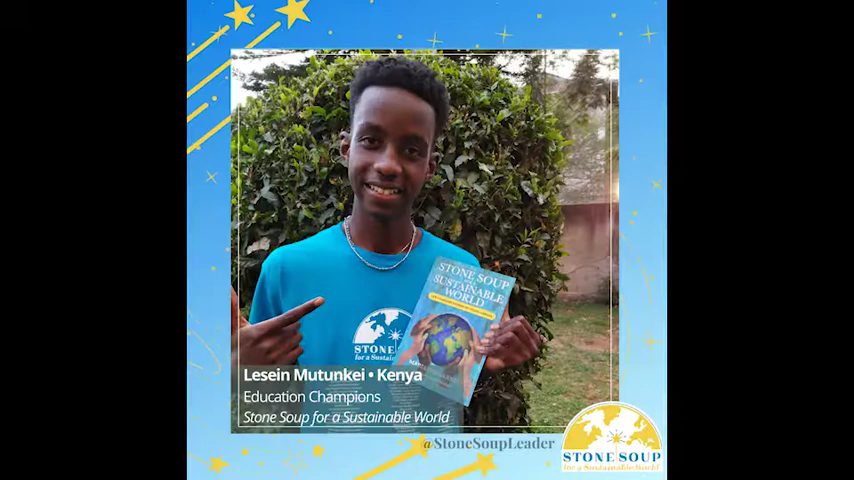 STONE SOUP
for a
SUSTAINABLE
WORLD
STONE
for a Sustaina
Lesein Mutunkei • Kenya
Education Champions
Stone Soup for a Sustainable World
@StoneSoupLeader
STONE SOUP
for a Sustainable World